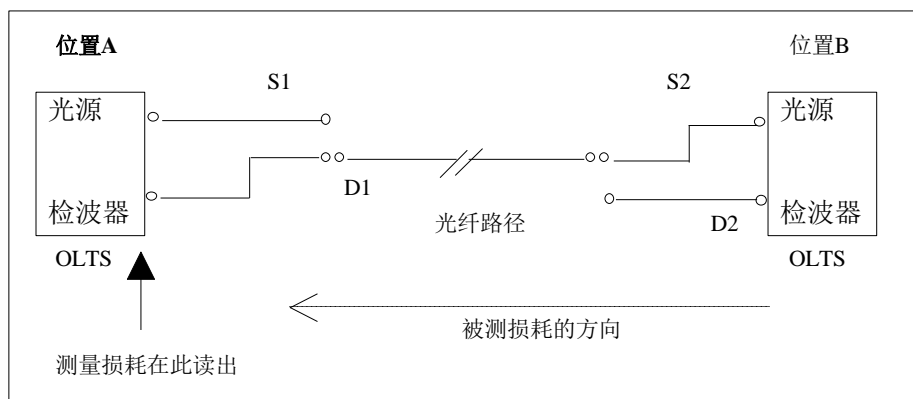 位置A
位置B
S1
S2
光源
光源
D1
光纤路径
检波器
D2
检波器
OLTS
OLTS
被测损耗的方向
测量损耗在此读出